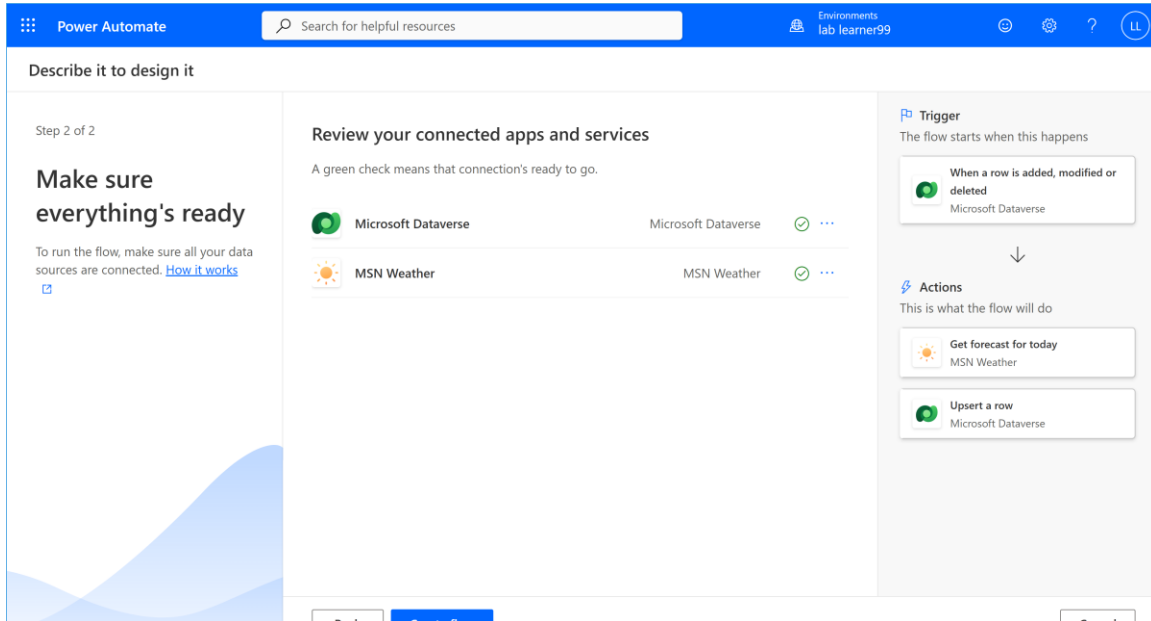 Power Automate
Search for helpful resources
Environments
lab learner99
?
LL
Describe it to design it
Step 2 of 2
Make sure
everything's ready
To run the flow, make sure all your data
sources are connected. How it works
Review your connected apps and services
A green check means that connection's ready to go.
Microsoft Dataverse Microsoft Dataverse ...
MSN Weather MSN Weather ...
Trigger
The flow starts when this happens
When a row is added, modified or
deleted
Microsoft Dataverse
Actions
This is what the flow will do
Get forecast for today
MSN Weather
Upsert a row
Microsoft Dataverse